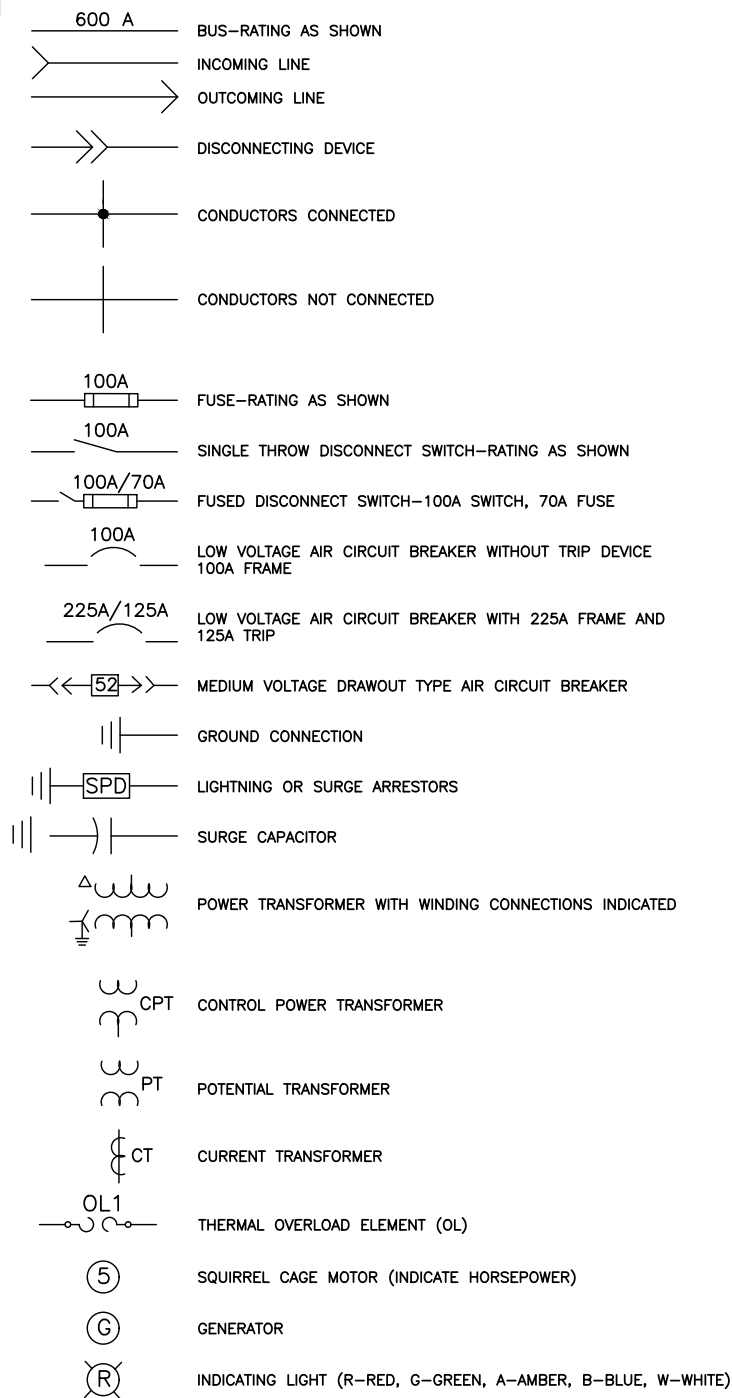 600 A
BUS-RATING AS SHOWN
INCOMING LINE
OUTCOMING LINE
DISCONNECTING DEVICE
CONDUCTORS CONNECTED
CONDUCTORS NOT CONNECTED
100A
FUSE-RATING AS SHOWN
100A
SINGLE THROW DISCONNECT SWITCH-RATING AS SHOWN
100A/70A
FUSED DISCONNECT SWITCH-100A SWITCH, 70A FUSE
100A
LOW VOLTAGE AIR CIRCUIT BREAKER WITHOUT TRIP DEVICE
100A FRAME
225A/125A
LOW VOLTAGE AIR CIRCUIT BREAKER WITH 225A FRAME AND
125A TRIP
52
MEDIUM VOLTAGE DRAWOUT TYPE AIR CIRCUIT BREAKER
GROUND CONNECTION
SPD
LIGHTNING OR SURGE ARRESTORS
SURGE CAPACITOR
POWER TRANSFORMER WITH WINDING CONNECTIONS INDICATED
CPT
CONTROL POWER TRANSFORMER
PT
POTENTIAL TRANSFORMER
CT
CURRENT TRANSFORMER
OL1
THERMAL OVERLOAD ELEMENT (OL)
5
SQUIRREL CAGE MOTOR (INDICATE HORSEPOWER)
G
GENERATOR
R
INDICATING LIGHT (R-RED, G-GREEN, A-AMBER, B-BLUE, W-WHITE)